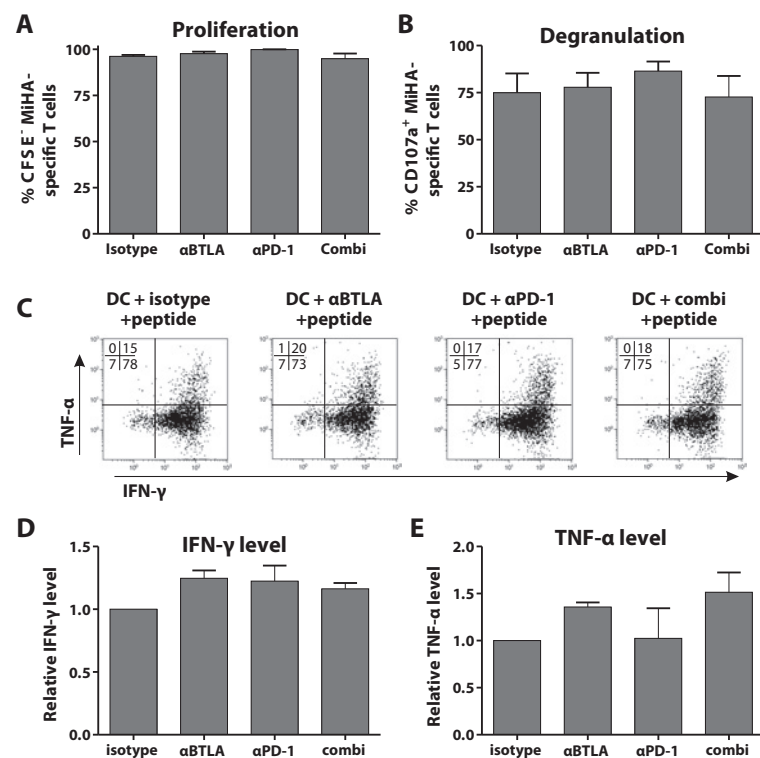 A
Proliferation
% CFSE⁻ MiHA-
specific T cells
100
75
50
25
0
Isotype
αBTLA
αPD-1
Combi
B
Degranulation
% CD107a⁺ MiHA-
specific T cells
100
75
50
25
0
Isotype
αBTLA
αPD-1
Combi
C
DC + isotype
+peptide
0 15
7 78
DC + αBTLA
+peptide
1 20
7 73
DC + αPD-1
+peptide
0 17
5 77
DC + combi
+peptide
0 18
7 75
TNF-α
IFN-γ
D
IFN-γ level
Relative IFN-γ level
1.5
1.0
0.5
0.0
isotype
αBTLA
αPD-1
combi
E
TNF-α level
Relative TNF-α level
2.0
1.5
1.0
0.5
0.0
isotype
αBTLA
αPD-1
combi